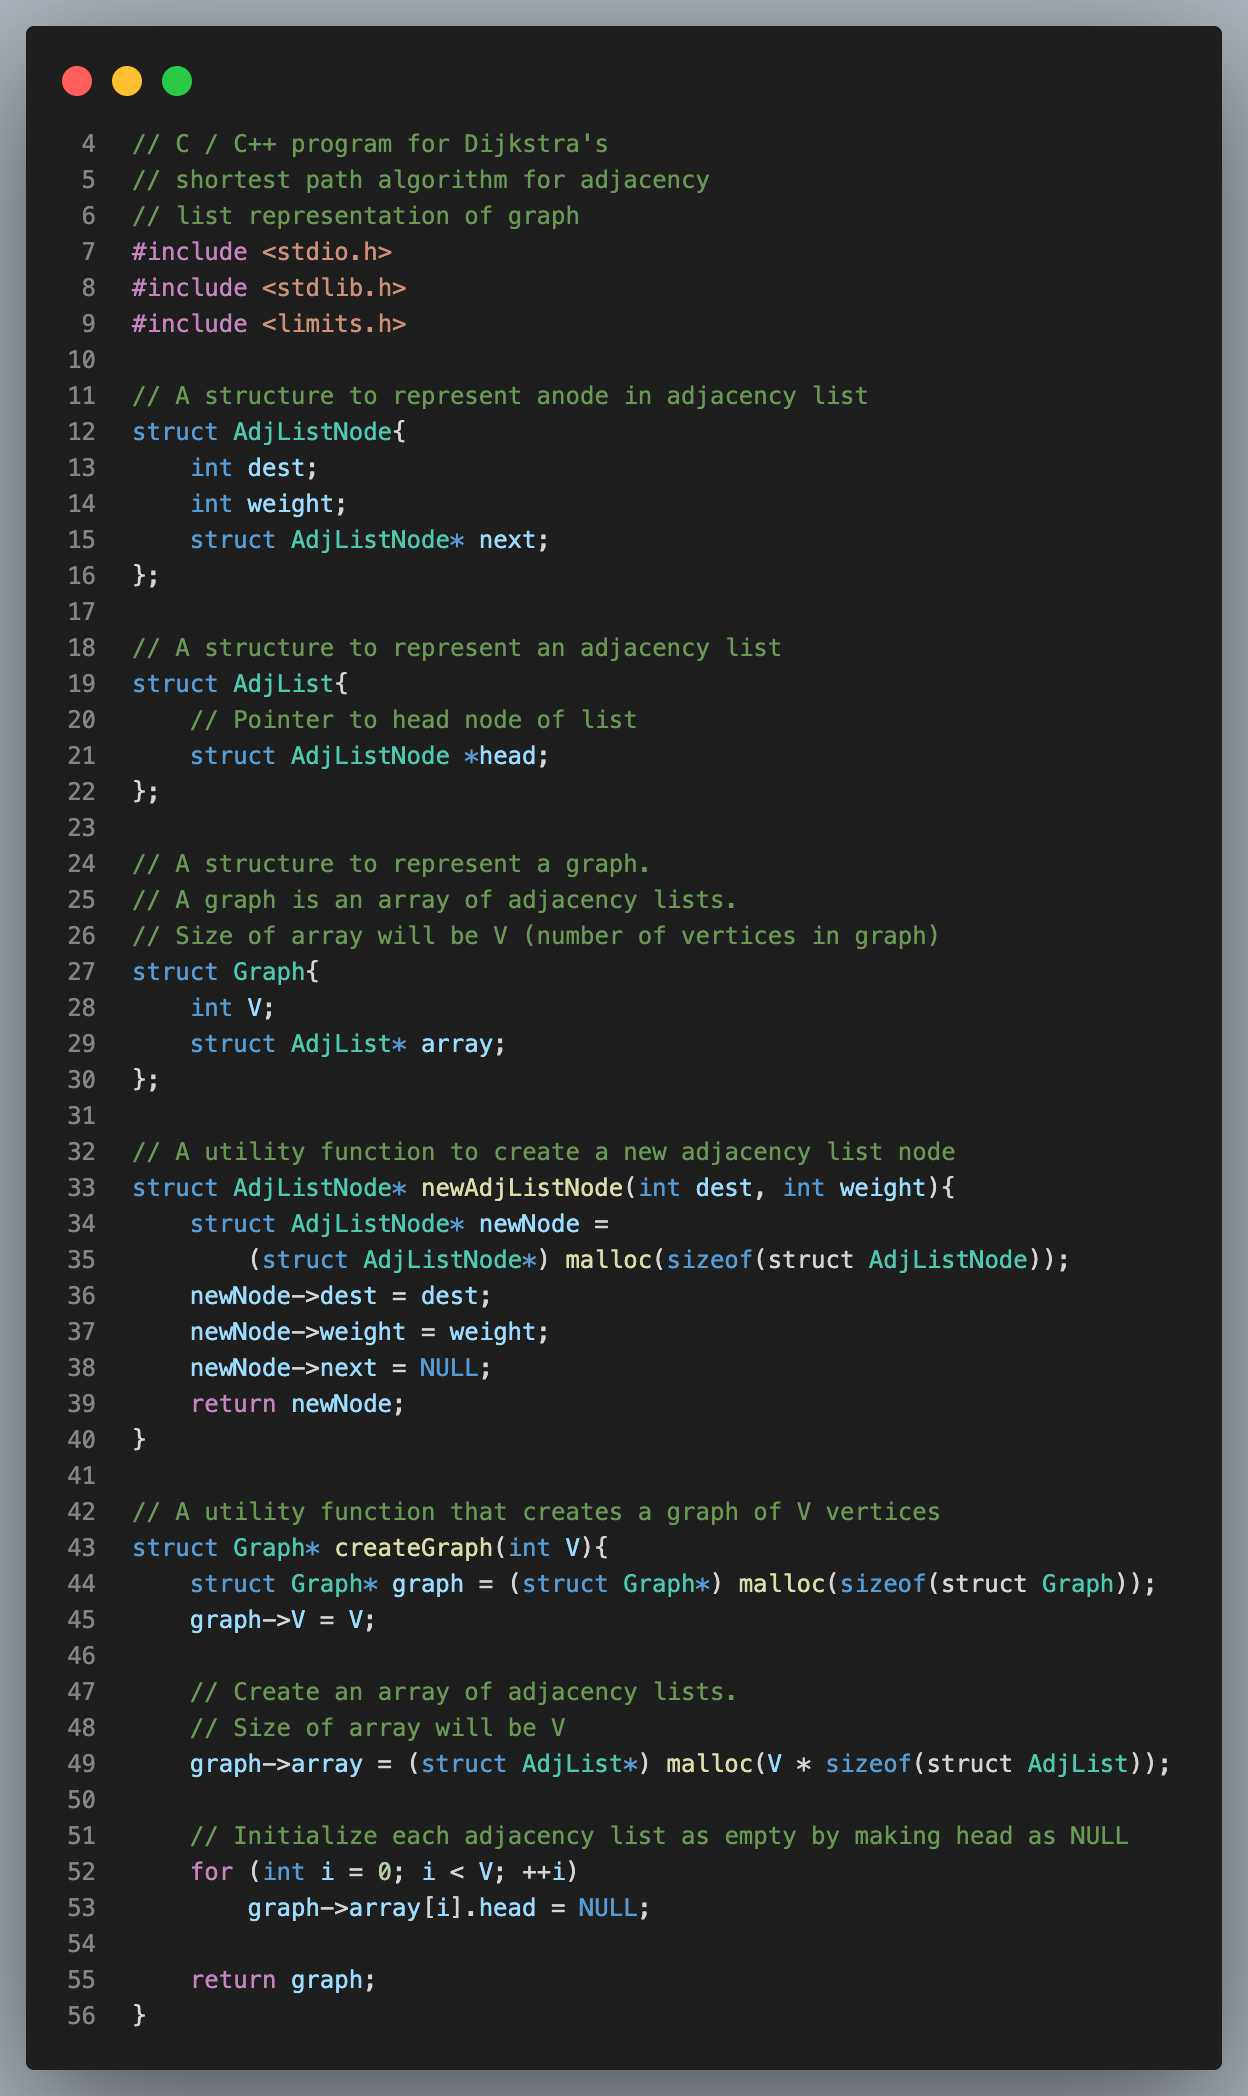 4 // C / C++ program for Dijkstra's
5 // shortest path algorithm for adjacency
6 // list representation of graph
7 #include <stdio.h>
8 #include <stdlib.h>
9 #include <limits.h>
10
11 // A structure to represent anode in adjacency list
12 struct AdjListNode{
13     int dest;
14     int weight;
15     struct AdjListNode* next;
16 };
17
18 // A structure to represent an adjacency list
19 struct AdjList{
20     // Pointer to head node of list
21     struct AdjListNode *head;
22 };
23
24 // A structure to represent a graph.
25 // A graph is an array of adjacency lists.
26 // Size of array will be V (number of vertices in graph)
27 struct Graph{
28     int V;
29     struct AdjList* array;
30 };
31
32 // A utility function to create a new adjacency list node
33 struct AdjListNode* newAdjListNode(int dest, int weight){
34     struct AdjListNode* newNode =
35         (struct AdjListNode*) malloc(sizeof(struct AdjListNode));
36     newNode->dest = dest;
37     newNode->weight = weight;
38     newNode->next = NULL;
39     return newNode;
40 }
41
42 // A utility function that creates a graph of V vertices
43 struct Graph* createGraph(int V){
44     struct Graph* graph = (struct Graph*) malloc(sizeof(struct Graph));
45     graph->V = V;
46
47     // Create an array of adjacency lists.
48     // Size of array will be V
49     graph->array = (struct AdjList*) malloc(V * sizeof(struct AdjList));
50
51     // Initialize each adjacency list as empty by making head as NULL
52     for (int i = 0; i < V; ++i)
53         graph->array[i].head = NULL;
54
55     return graph;
56 }